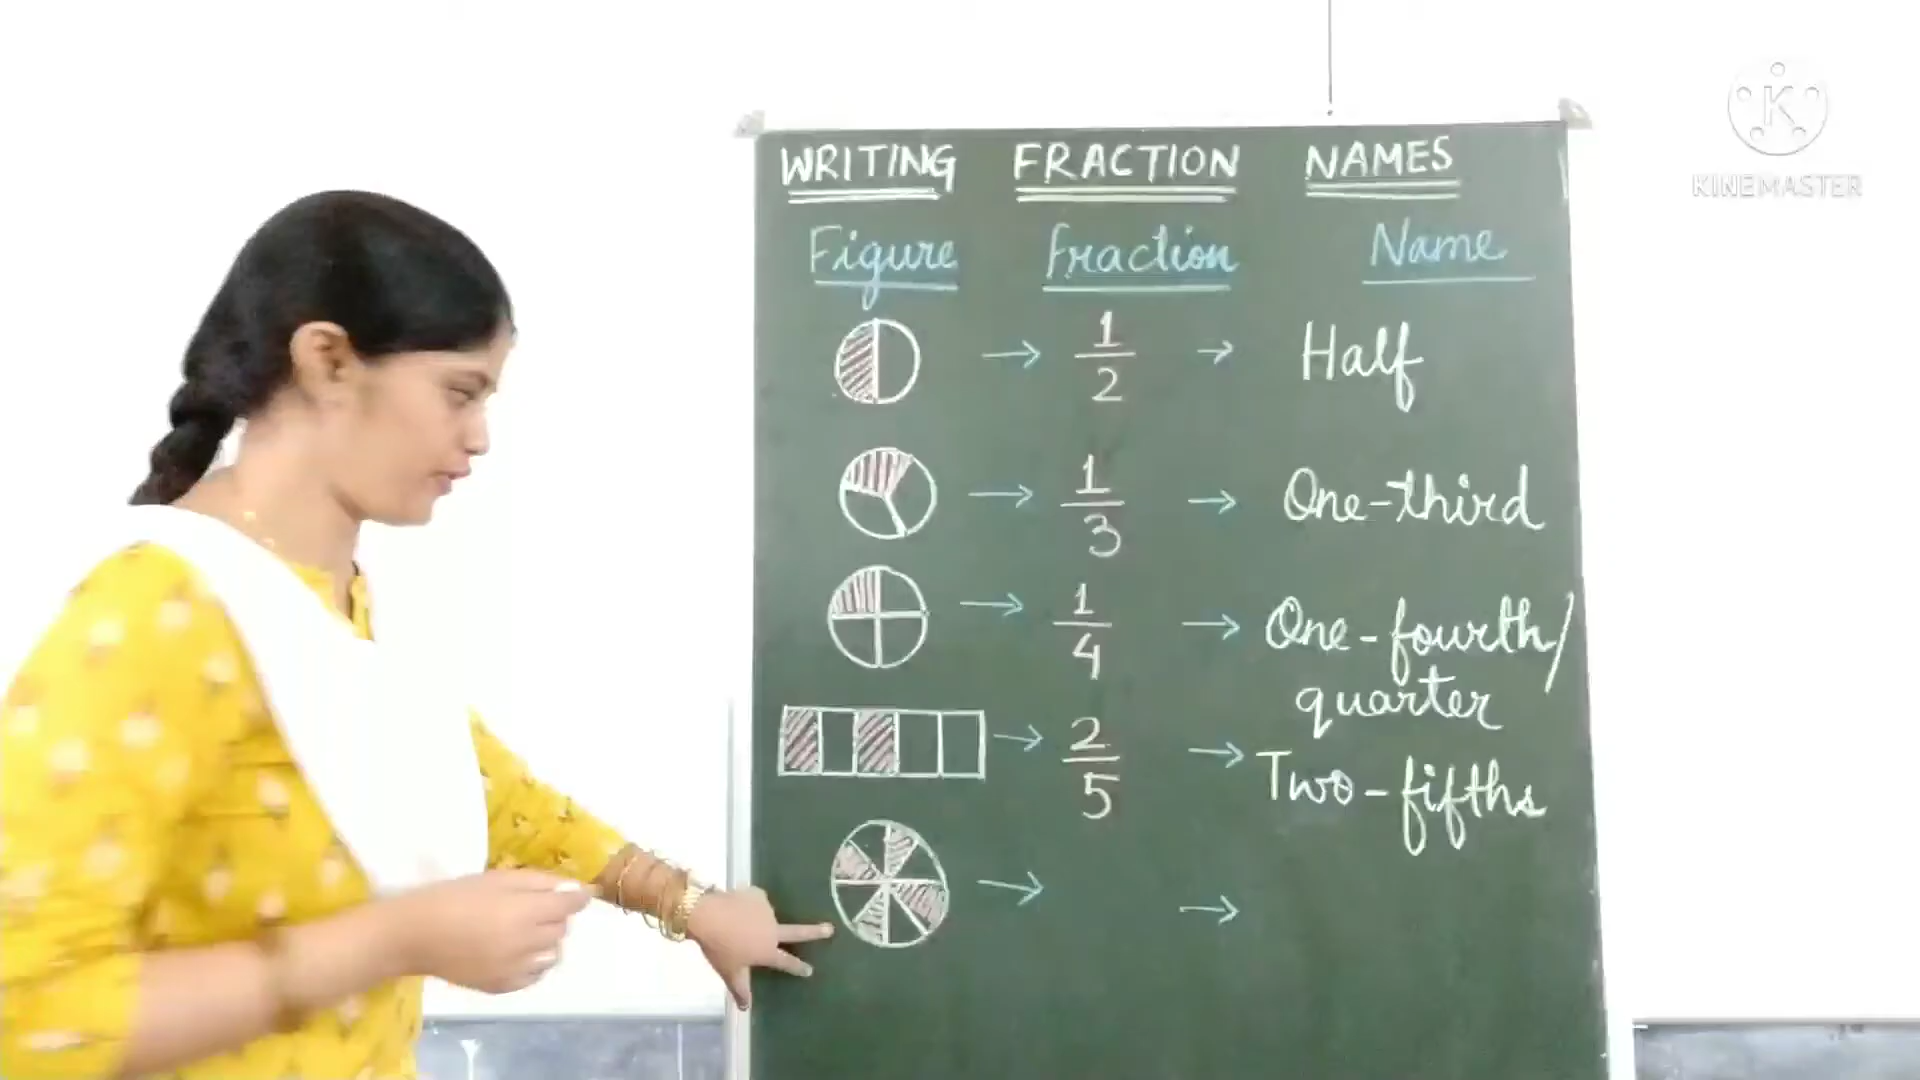 WRITING FRACTION NAMES
Figure Fraction Name
→ 1/2 → Half
→ 1/3 → One-third
→ 1/4 → One-fourth/
quarter
→ 2/5 → Two-fifths
→ →
K
KINEMASTER